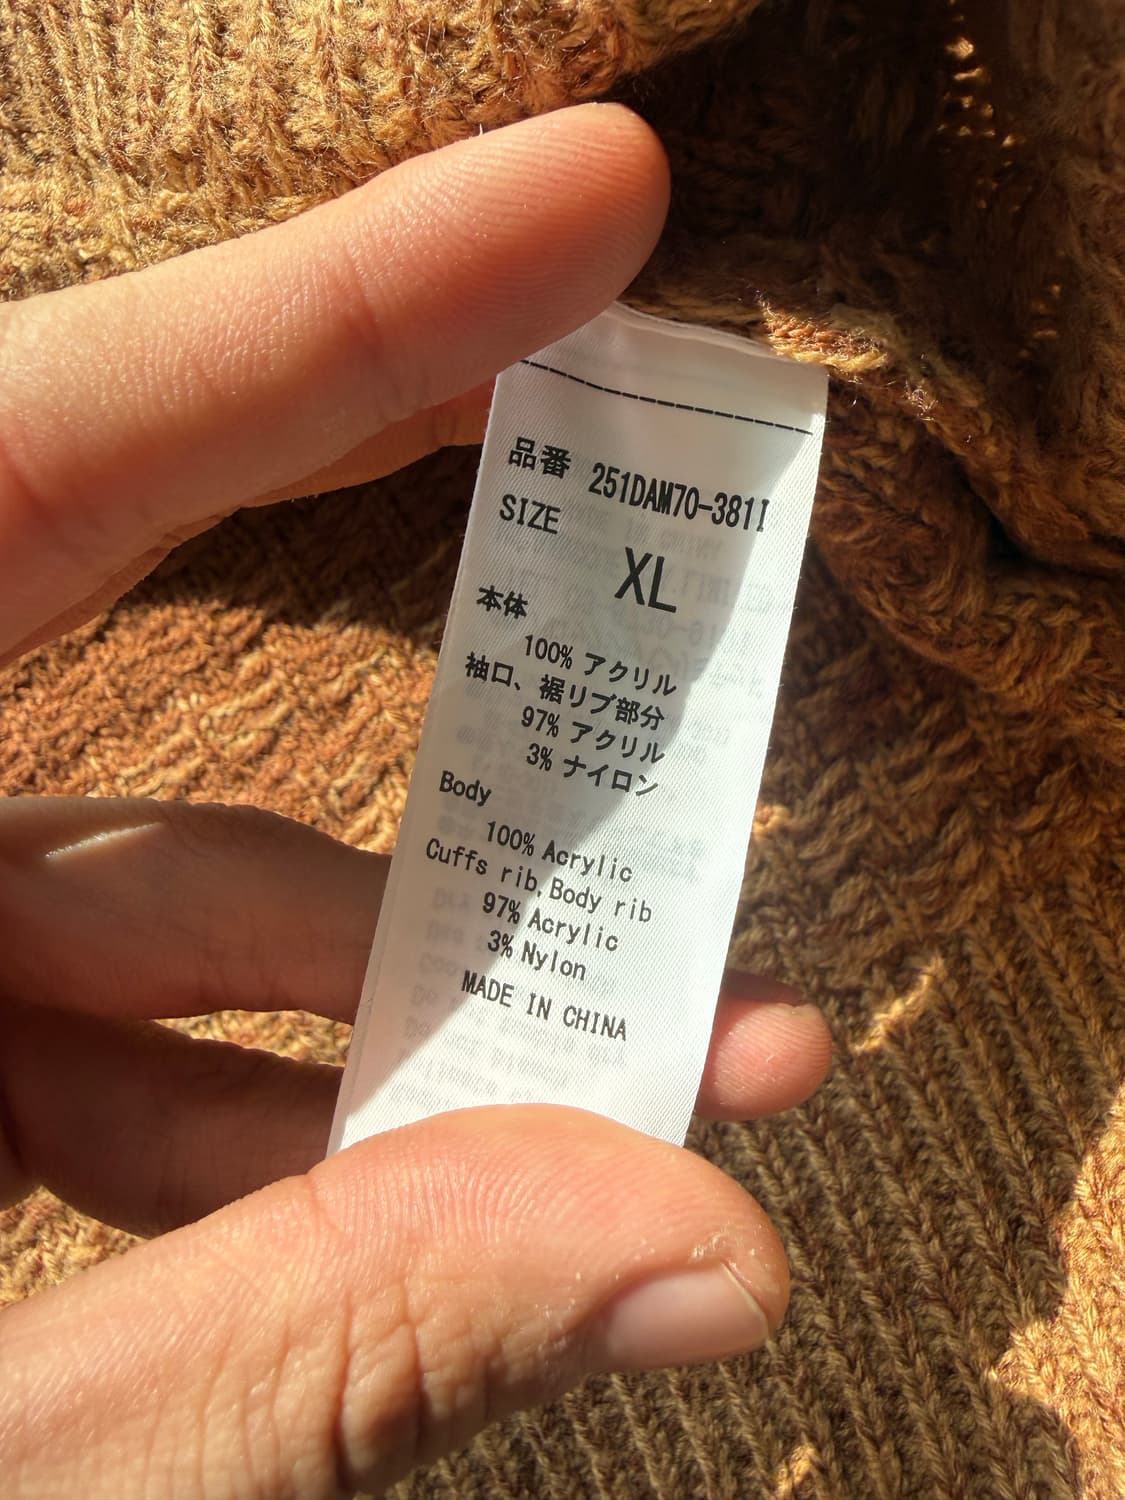 品番 251DAM70-381I
SIZE
XL
本体
100% アクリル
袖口、裾リブ部分
97% アクリル
3% ナイロン
Body
100% Acrylic
Cuffs rib,Body rib
97% Acrylic
3% Nylon
MADE IN CHINA